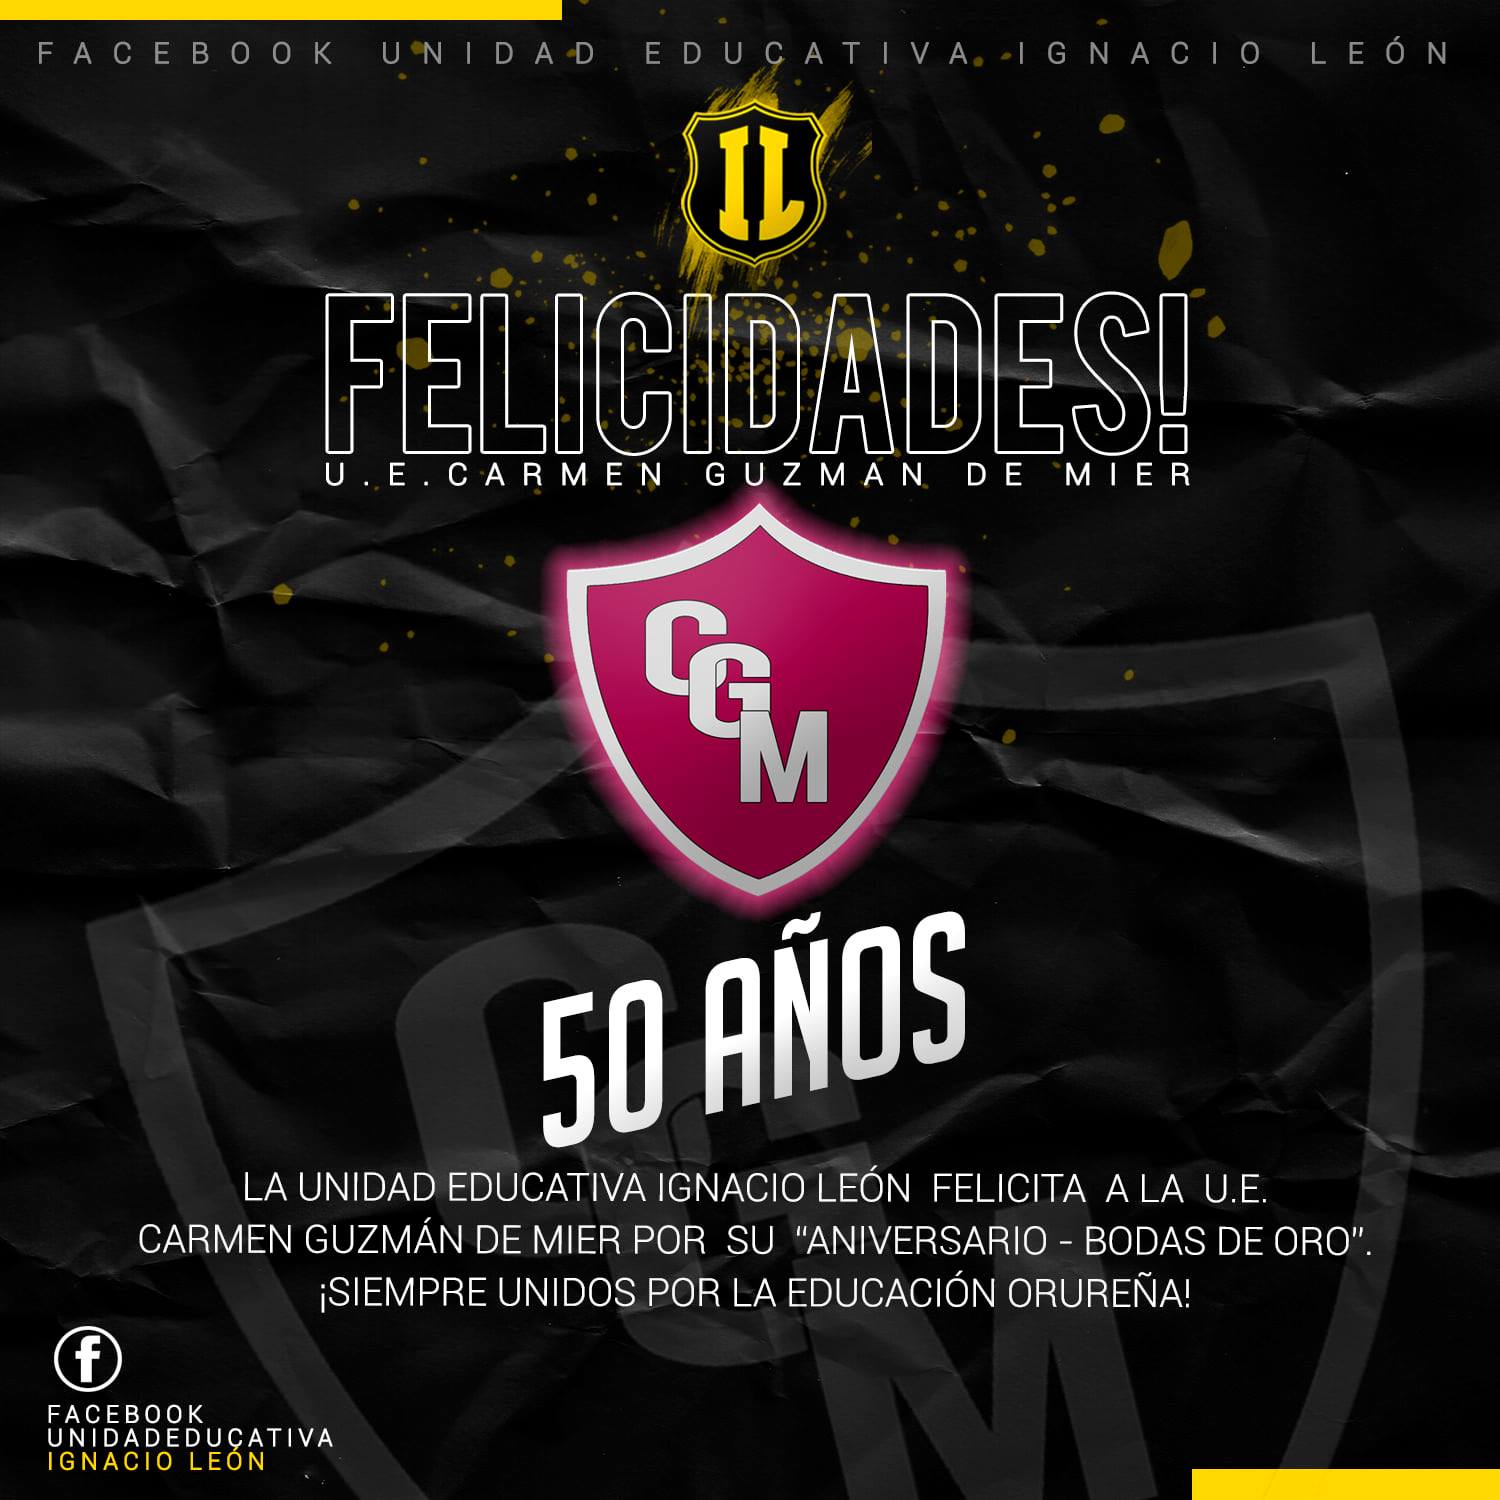 FACEBOOK UNIDAD EDUCATIVA IGNACIO LEÓN
IL
FELICIDADES!
U.E.CARMEN GUZMAN DE MIER
CGM
50 AÑOS
LA UNIDAD EDUCATIVA IGNACIO LEÓN FELICITA A LA U.E.
CARMEN GUZMÁN DE MIER POR SU “ANIVERSARIO - BODAS DE ORO”.
¡SIEMPRE UNIDOS POR LA EDUCACIÓN ORUREÑA!
f
FACEBOOK
UNIDADEDUCATIVA
IGNACIO LEÓN
CGM